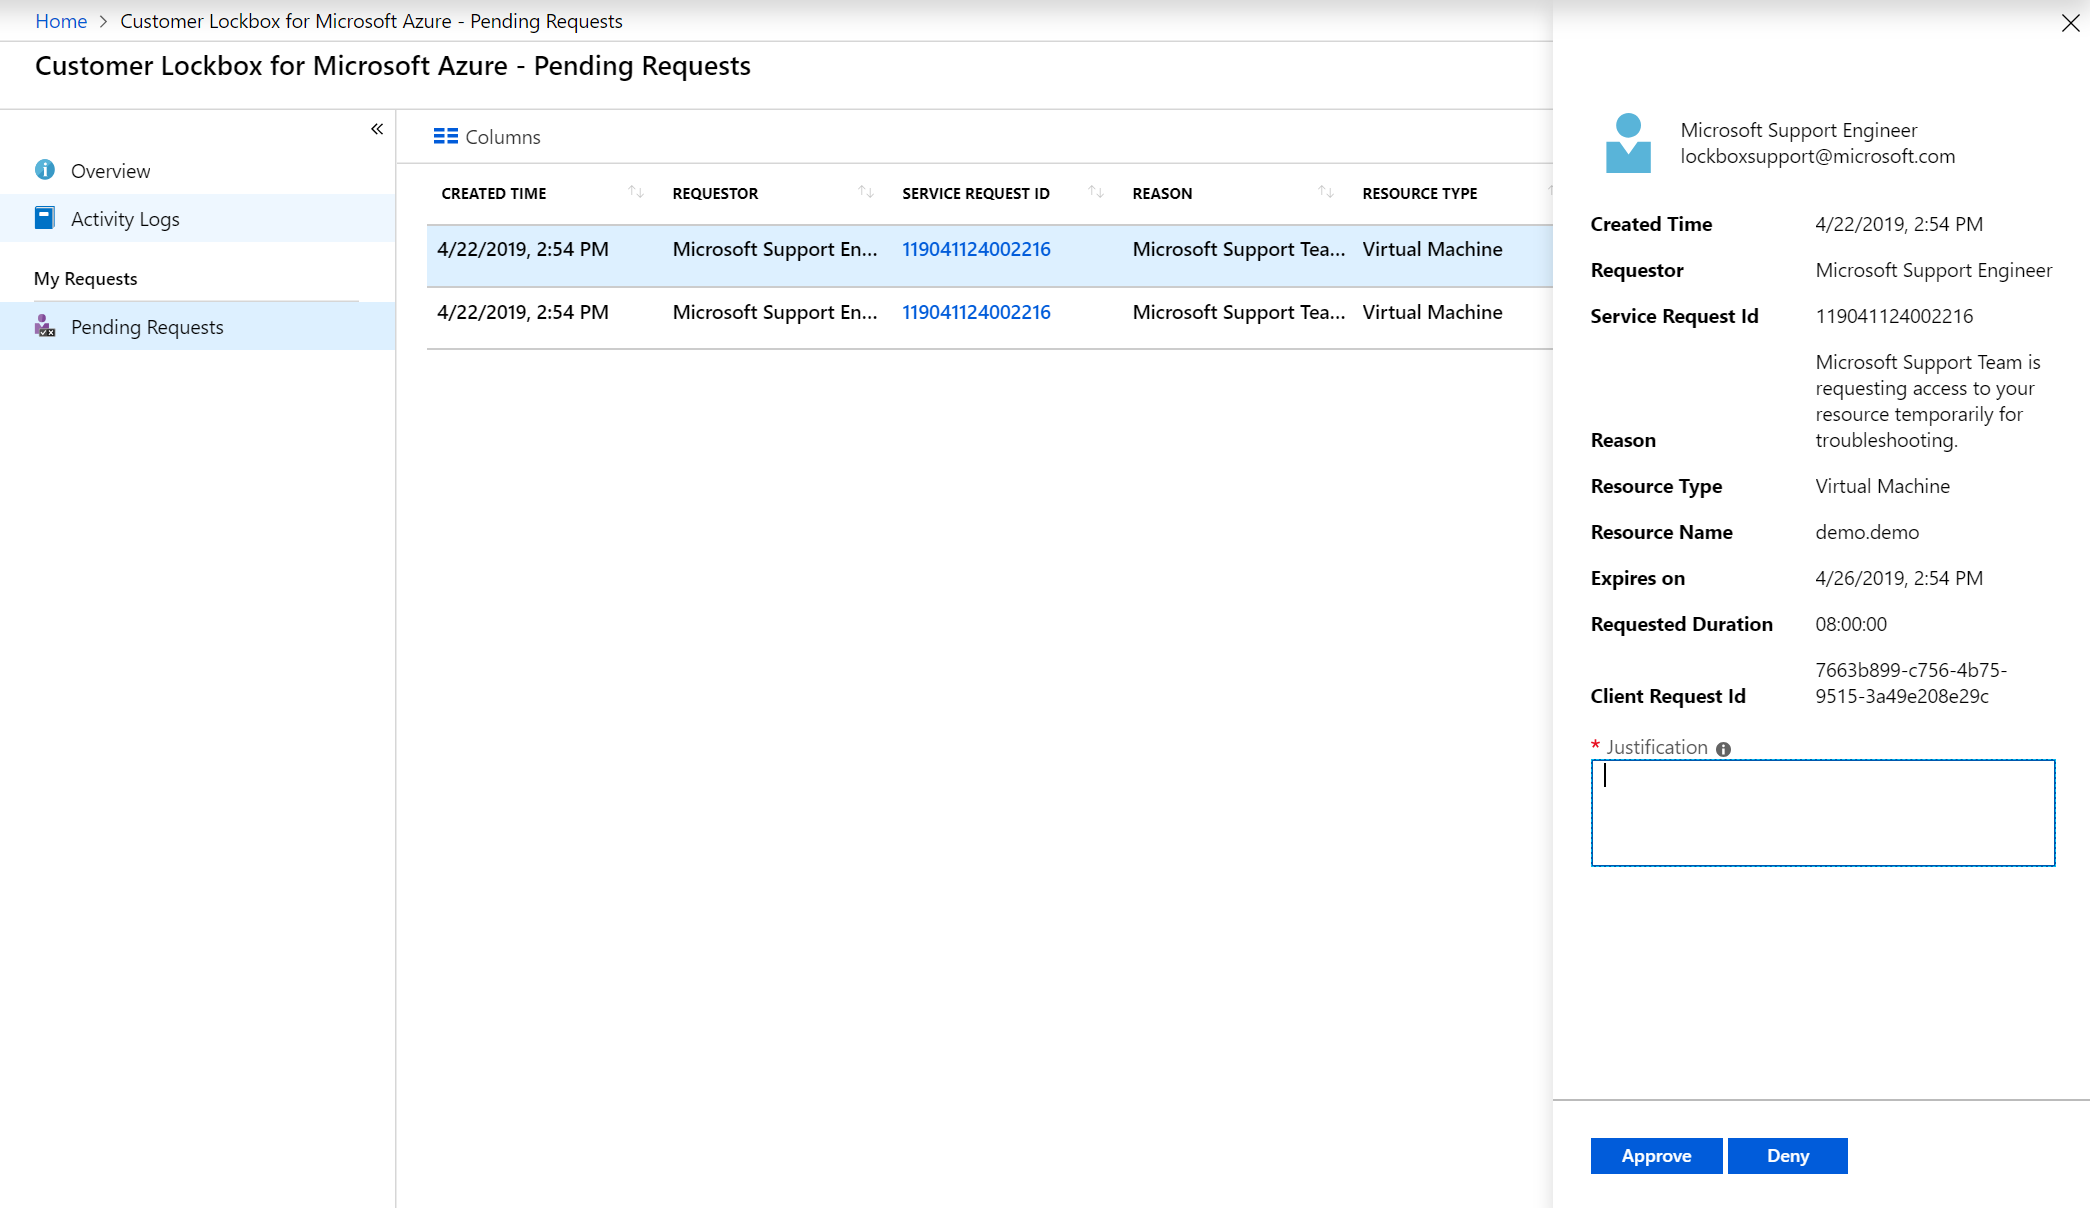 Home > Customer Lockbox for Microsoft Azure - Pending Requests
Customer Lockbox for Microsoft Azure - Pending Requests
«
Overview
Activity Logs
My Requests
Pending Requests
Columns
CREATED TIME REQUESTOR SERVICE REQUEST ID REASON RESOURCE TYPE
4/22/2019, 2:54 PM Microsoft Support En... 119041124002216 Microsoft Support Tea... Virtual Machine
4/22/2019, 2:54 PM Microsoft Support En... 119041124002216 Microsoft Support Tea... Virtual Machine
Microsoft Support Engineer
lockboxsupport@microsoft.com
Created Time 4/22/2019, 2:54 PM
Requestor Microsoft Support Engineer
Service Request Id 119041124002216
Microsoft Support Team is
requesting access to your
resource temporarily for
Reason troubleshooting.
Resource Type Virtual Machine
Resource Name demo.demo
Expires on 4/26/2019, 2:54 PM
Requested Duration 08:00:00
7663b899-c756-4b75-
Client Request Id 9515-3a49e208e29c
* Justification
Approve Deny